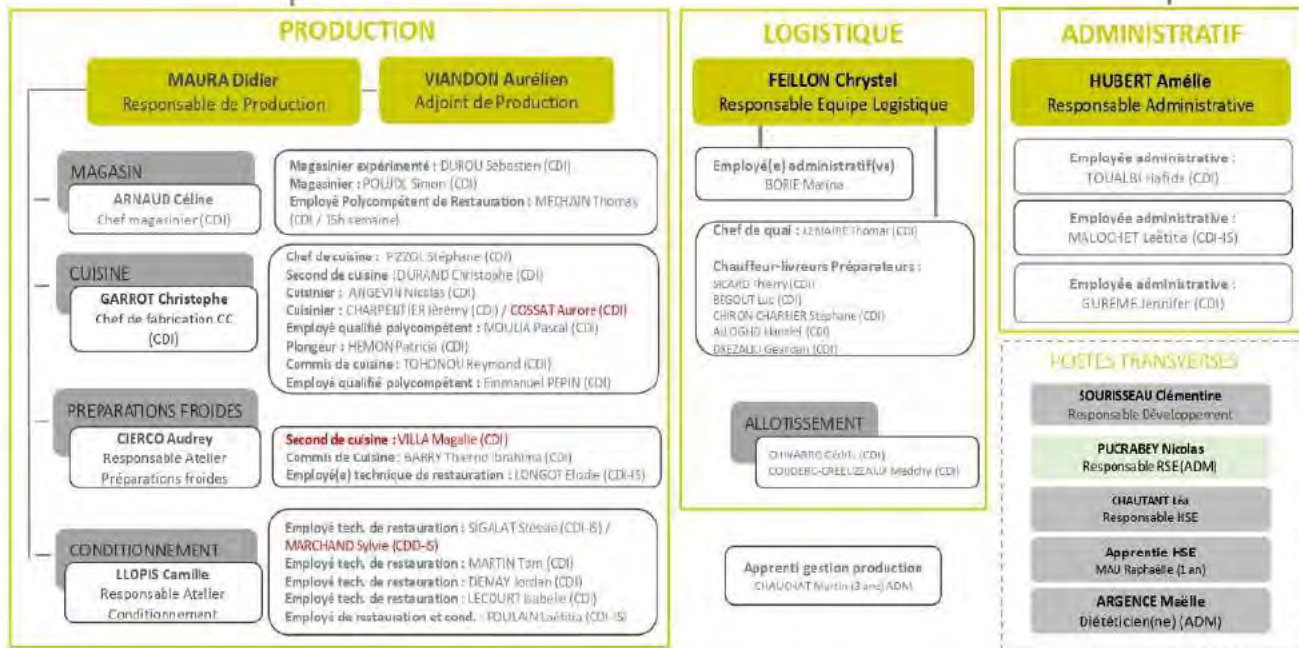 PRODUCTION
MAURA Didier
Responsable de Production
VIANDON Aurélien
Adjoint de Production
MAGASIN
ARNAUD Céline
Chef magasinier (CDI)
Magasinier expérimenté : DUROU Sébastien (CDI)
Magasinier : POUJOL Simon (CDI)
Employé Polycompétent de Restauration : MECHAIN Thomas
(CDI / 15h semaine)
CUISINE
GARROT Christophe
Chef de fabrication CC
(CDI)
Chef de cuisine : PIZZOL Stéphane (CDI)
Second de cuisine : DURAND Christophe (CDI)
Cuisinier : ANGEVIN Nicolas (CDI)
Cuisinier : CHARPENTIER Jérémy (CDI) / COSSAT Aurore (CDI)
Employé qualifié polycompétent : MOULIA Pascal (CDI)
Plongeur : HEMON Patricia (CDI)
Commis de cuisine : TOHONOU Reymond (CDI)
Employé qualifié polycompétent : Emmanuel PEPIN (CDI)
PREPARATIONS FROIDES
CIERCO Audrey
Responsable Atelier
Préparations froides
Second de cuisine : VILLA Magalie (CDI)
Commis de Cuisine : BARRY Thierno Ibrahima (CDI)
Employé(e) technique de restauration : LONGOT Elodie (CDI-IS)
CONDITIONNEMENT
LLOPIS Camille
Responsable Atelier
Conditionnement
Employé tech. de restauration : SIGALAT Stessie (CDI-IS) /
MARCHAND Sylvie (CDD-IS)
Employé tech. de restauration : MARTIN Tom (CDI)
Employé tech. de restauration : DEMAY Jordan (CDI)
Employé tech. de restauration : LECOURT Isabelle (CDI)
Employé de restauration et cond. : POULAIN Laëtitia (CDI-IS)
LOGISTIQUE
FEILLON Chrystel
Responsable Equipe Logistique
Employé(e) administratif(ve)
BORIE Marina
Chef de quai : LEMAIRE Thomas (CDI)
Chauffeur-livreurs Préparateurs :
SICARD Thierry (CDI)
BEGOUT Luc (CDI)
CHIRON CHARRIER Stéphane (CDI)
ALLOGHO (CDI)
(CDI)
ALLOTISSEMENT
(CDI)
(CDI)
Apprenti gestion production
CHAUCHAT Martin (3 ans) ADM
ADMINISTRATIF
HUBERT Amélie
Responsable Administrative
Employée administrative :
TOUALBI Hafida (CDI)
Employée administrative :
MALOCHET Laëtitia (CDI-IS)
Employée administrative :
GUREME Jennifer (CDI)
POSTES TRANSVERSES
SOURISSEAU Clémentine
Responsable Développement
PUCRABEY Nicolas
Responsable RSE (ADM)
CHAUTANT Léa
Responsable HSE
Apprentie HSE
MAU Raphaëlle (1 an)
ARGENCE Maëlle
Diététicien(ne) (ADM)